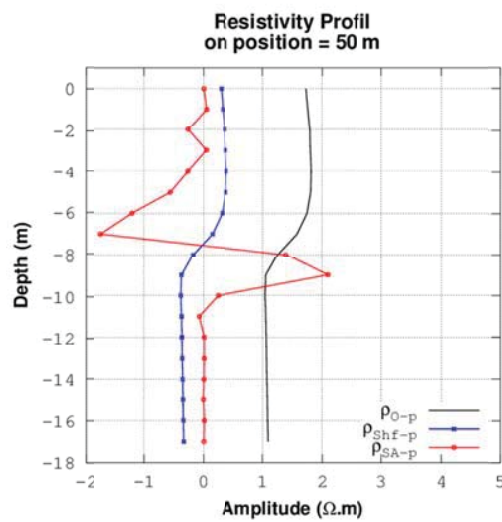 Resistivity Profil
on position = 50 m
0
−2
−4
−6
−8
−10
−12
−14
−16
−18
Depth (m)
ρO-p
ρShf-p
ρSA-p
−2 −1 0 1 2 3 4 5
Amplitude (Ω.m)